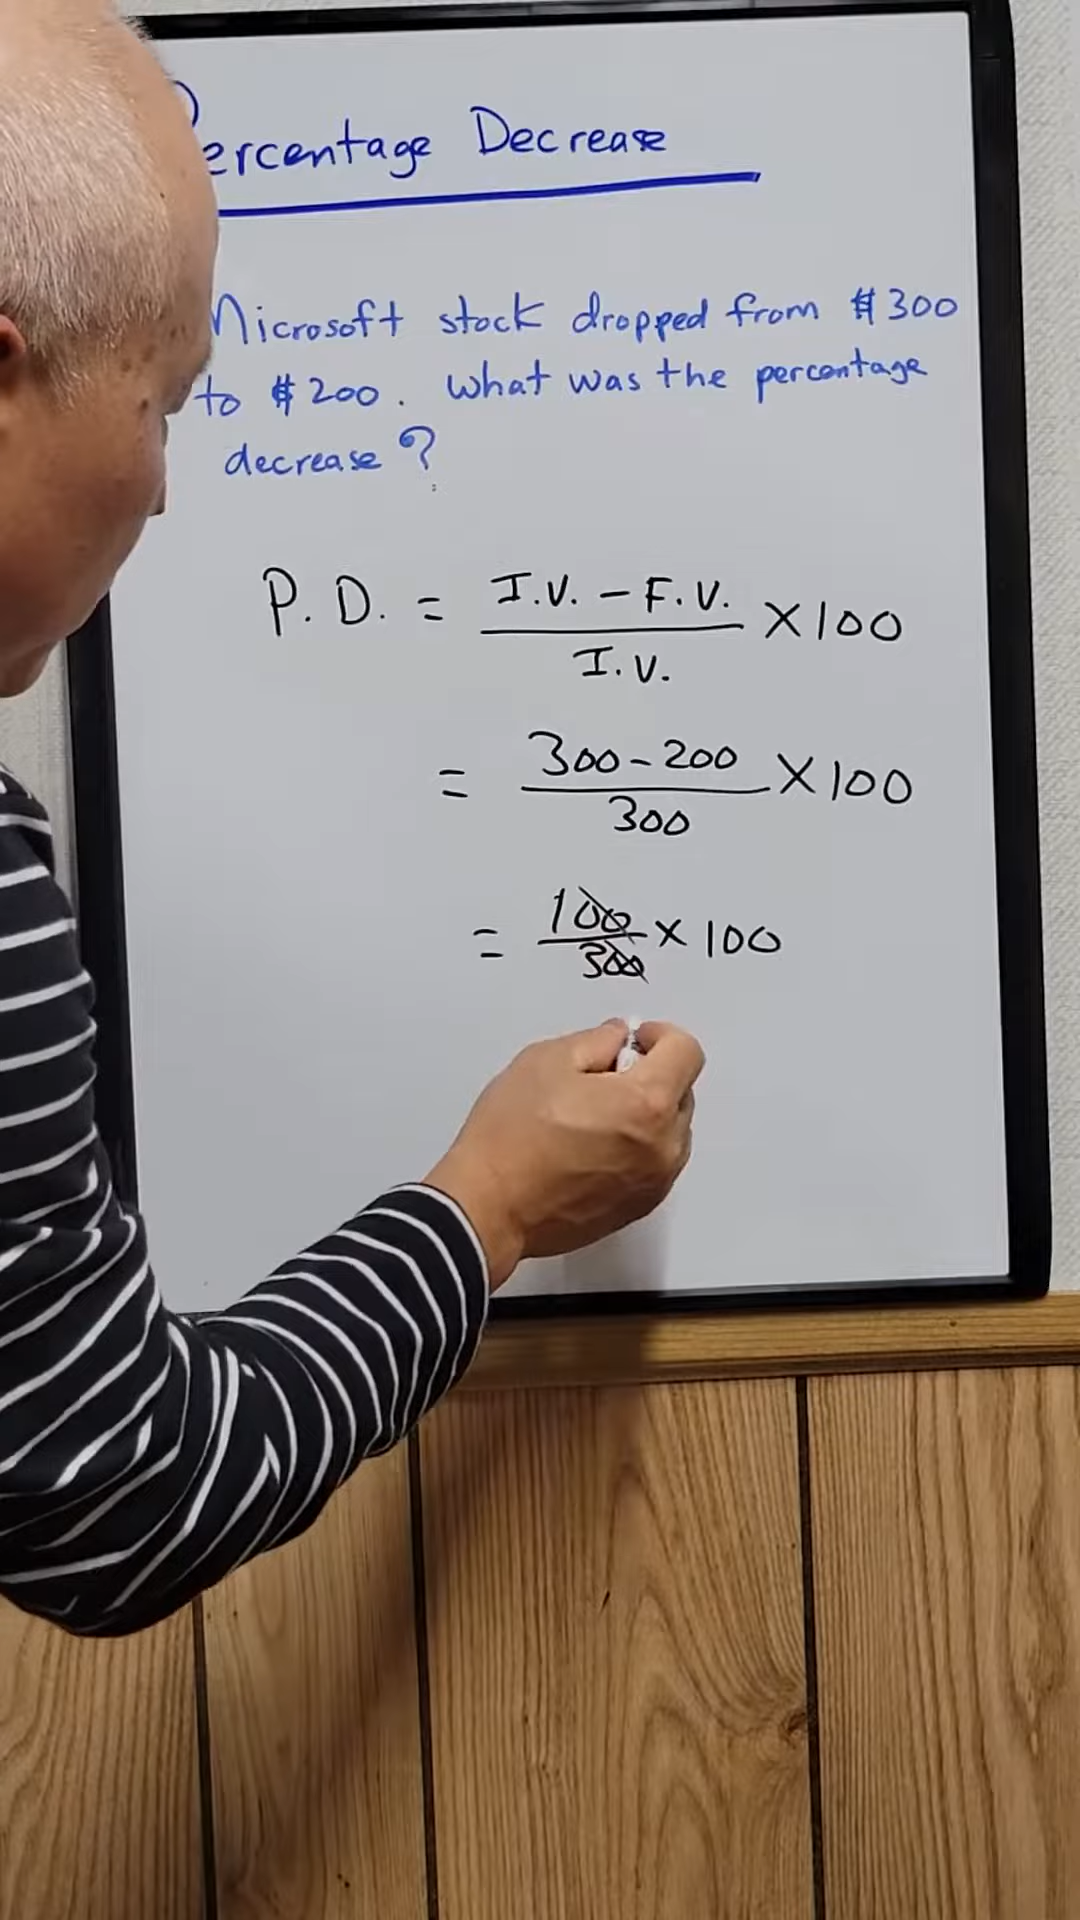 Percentage Decrease
Microsoft stock dropped from $300
to $200. What was the percentage
decrease?
P.D. = I.V. - F.V. / I.V. X 100
= 300 - 200 / 300 X 100
= 100 / 300 X 100